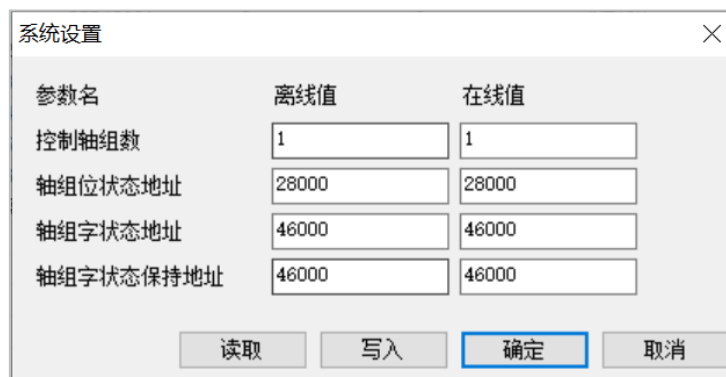 系统设置
参数名 离线值 在线值
控制轴组数 1 1
轴组位状态地址 28000 28000
轴组字状态地址 46000 46000
轴组字状态保持地址 46000 46000
读取 写入 确定 取消